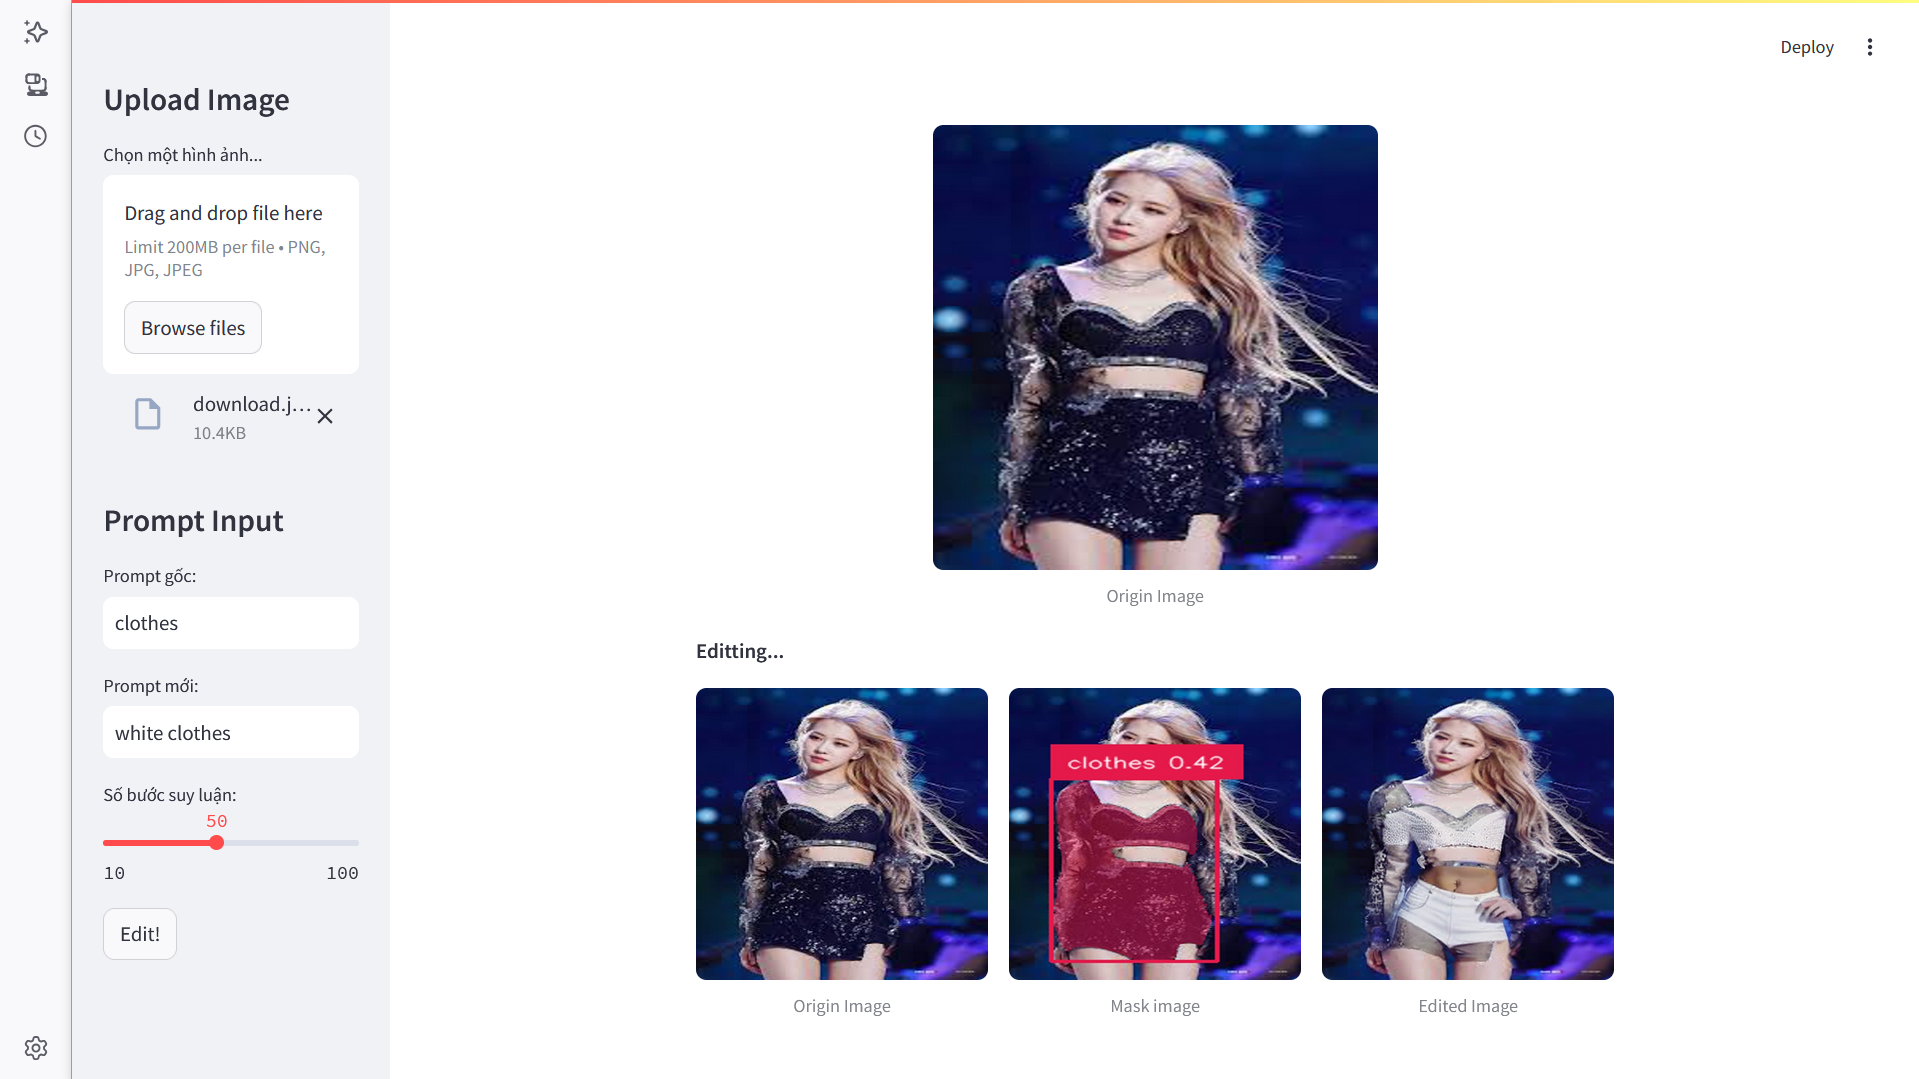 Deploy
Upload Image
Chọn một hình ảnh...
Drag and drop file here
Limit 200MB per file • PNG,
JPG, JPEG
Browse files
download.j...
10.4KB
Prompt Input
Prompt gốc:
clothes
Prompt mới:
white clothes
Số bước suy luận:
50
10
100
Edit!
Origin Image
Editting...
clothes 0.42
Origin Image
Mask image
Edited Image